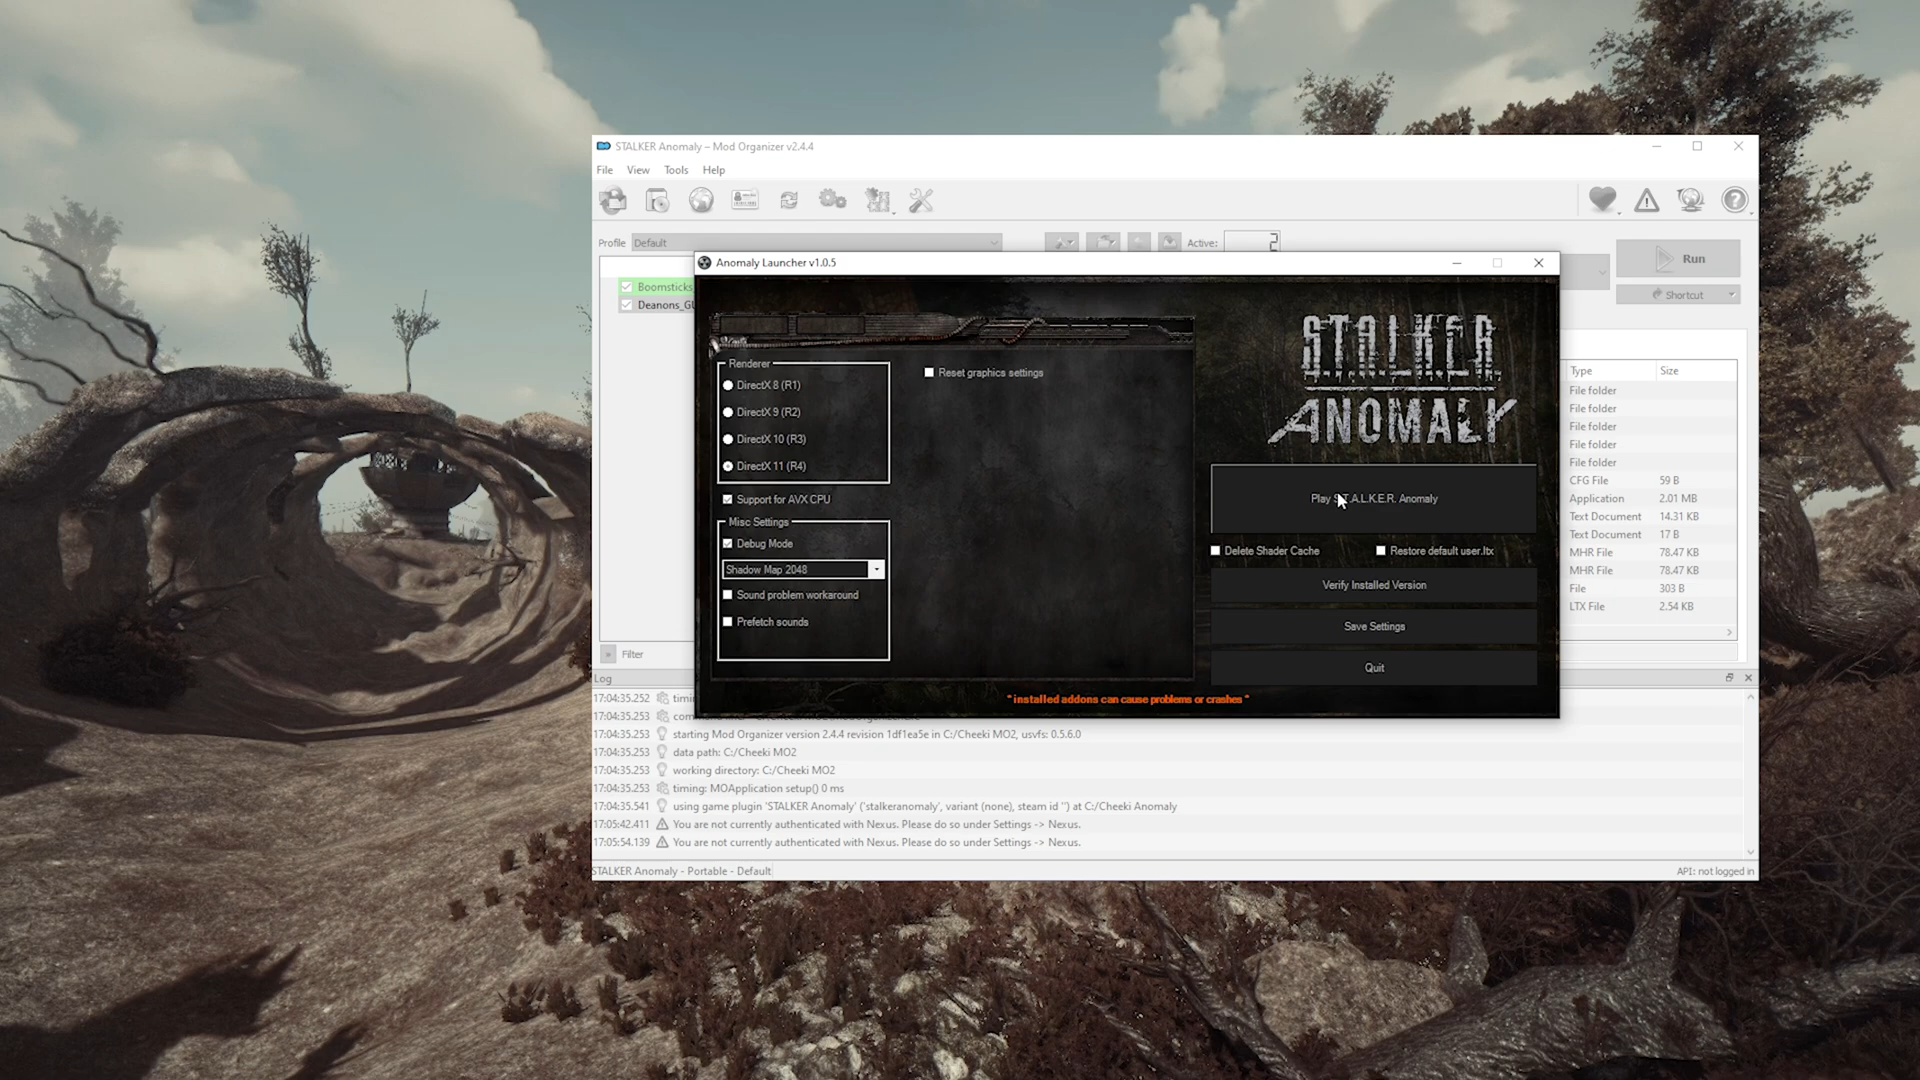 STALKER Anomaly – Mod Organizer v2.4.4
File View Tools Help
Profile Default Active: 2
Run
Shortcut
Boomsticks
Deanons_
Anomaly Launcher v1.0.5
Renderer
DirectX 8 (R1)
DirectX 9 (R2)
DirectX 10 (R3)
DirectX 11 (R4)
Support for AVX CPU
Misc Settings
Debug Mode
Shadow Map 2048
Sound problem workaround
Prefetch sounds
Reset graphics settings
STALKER
ANOMALY
Play S.T.A.L.K.E.R. Anomaly
Delete Shader Cache Restore default user.ltx
Verify Installed Version
Save Settings
Quit
* installed addons can cause problems or crashes *
Type Size
File folder
File folder
File folder
File folder
File folder
CFG File 59 B
Application 2.01 MB
Text Document 14.31 KB
Text Document 17 B
MHR File 78.47 KB
MHR File 78.47 KB
File 303 B
LTX File 2.54 KB
Filter
Log
17:04:35.252 timi
17:04:35.253
17:04:35.253 starting Mod Organizer version 2.4.4 revision 1df1ea5e in C:/Cheeki MO2, usvfs: 0.5.6.0
17:04:35.253 data path: C:/Cheeki MO2
17:04:35.253 working directory: C:/Cheeki MO2
17:04:35.253 timing: MOApplication setup() 0 ms
17:04:35.541 using game plugin 'STALKER Anomaly' ('stalkeranomaly', variant (none), steam id '') at C:/Cheeki Anomaly
17:05:42.411 You are not currently authenticated with Nexus. Please do so under Settings -> Nexus.
17:05:54.139 You are not currently authenticated with Nexus. Please do so under Settings -> Nexus.
STALKER Anomaly - Portable - Default API: not logged in